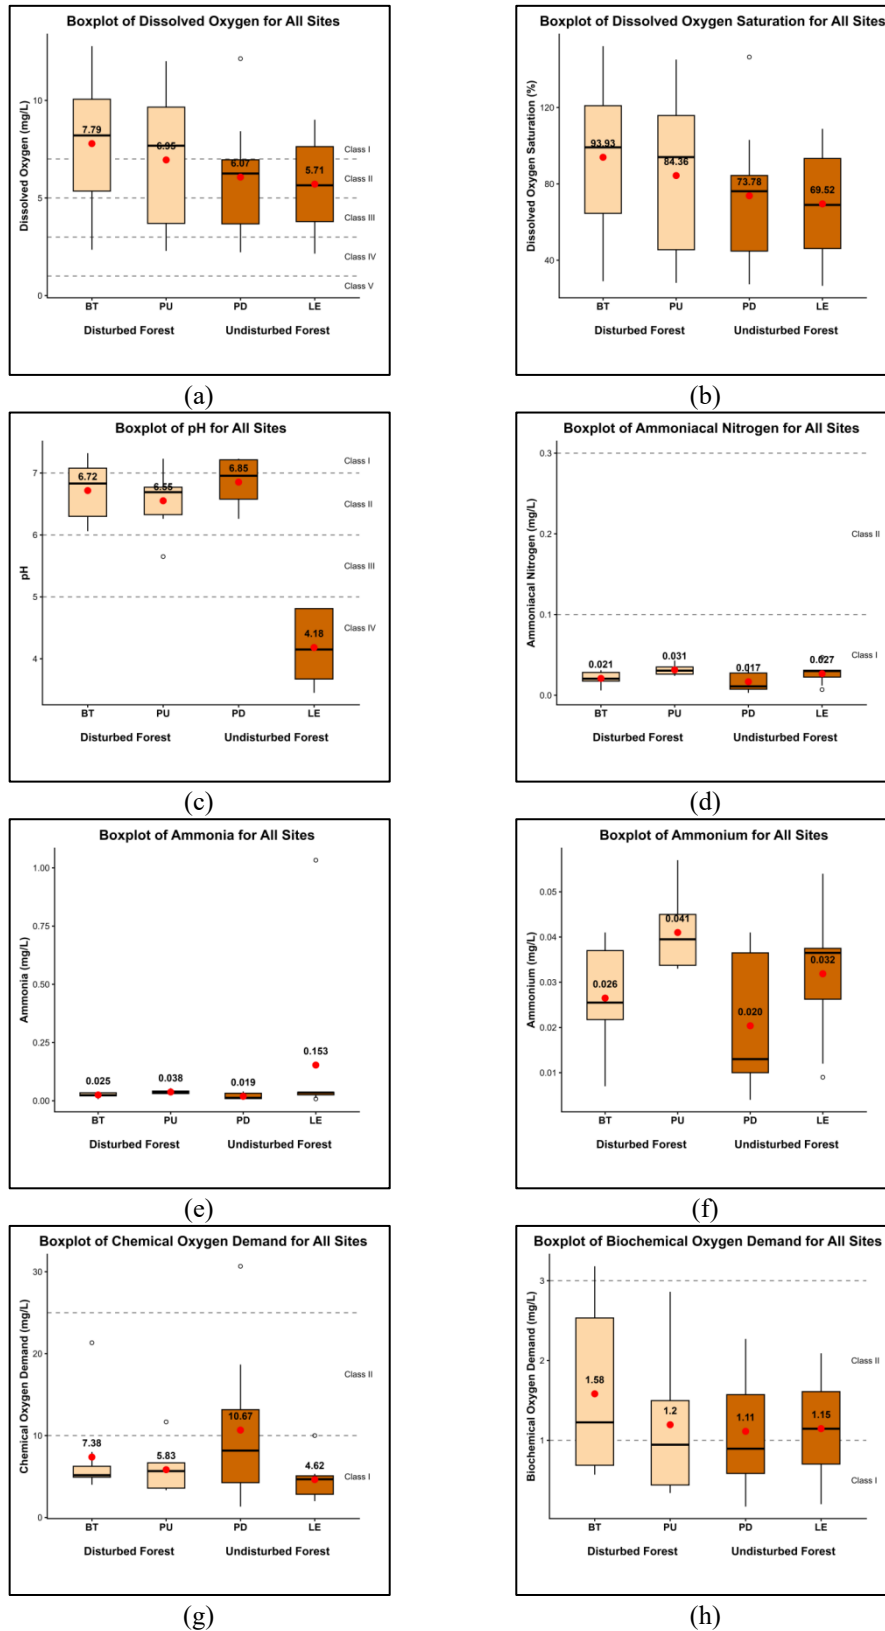 Boxplot of Dissolved Oxygen for All Sites
Dissolved Oxygen (mg/L)
10
5
0
7.79
6.95
6.07
5.71
Class I
Class II
Class III
Class IV
Class V
BT PU PD LE
Disturbed Forest Undisturbed Forest
(a)
Boxplot of Dissolved Oxygen Saturation for All Sites
Dissolved Oxygen Saturation (%)
120
80
40
93.93
84.36
73.78
69.52
BT PU PD LE
Disturbed Forest Undisturbed Forest
(b)
Boxplot of pH for All Sites
pH
7
6
5
4
6.72
6.55
6.85
4.18
Class I
Class II
Class III
Class IV
BT PU PD LE
Disturbed Forest Undisturbed Forest
(c)
Boxplot of Ammoniacal Nitrogen for All Sites
Ammoniacal Nitrogen (mg/L)
0.3
0.2
0.1
0.0
0.021
0.031
0.017
0.027
Class II
Class I
BT PU PD LE
Disturbed Forest Undisturbed Forest
(d)
Boxplot of Ammonia for All Sites
Ammonia (mg/L)
1.00
0.75
0.50
0.25
0.00
0.025
0.038
0.019
0.153
BT PU PD LE
Disturbed Forest Undisturbed Forest
(e)
Boxplot of Ammonium for All Sites
Ammonium (mg/L)
0.05
0.04
0.03
0.02
0.01
0.026
0.041
0.020
0.032
BT PU PD LE
Disturbed Forest Undisturbed Forest
(f)
Boxplot of Chemical Oxygen Demand for All Sites
Chemical Oxygen Demand (mg/L)
30
20
10
0
7.38
5.83
10.67
4.62
Class II
Class I
BT PU PD LE
Disturbed Forest Undisturbed Forest
(g)
Boxplot of Biochemical Oxygen Demand for All Sites
Biochemical Oxygen Demand (mg/L)
3
2
1
1.58
1.2
1.11
1.15
Class II
Class I
BT PU PD LE
Disturbed Forest Undisturbed Forest
(h)